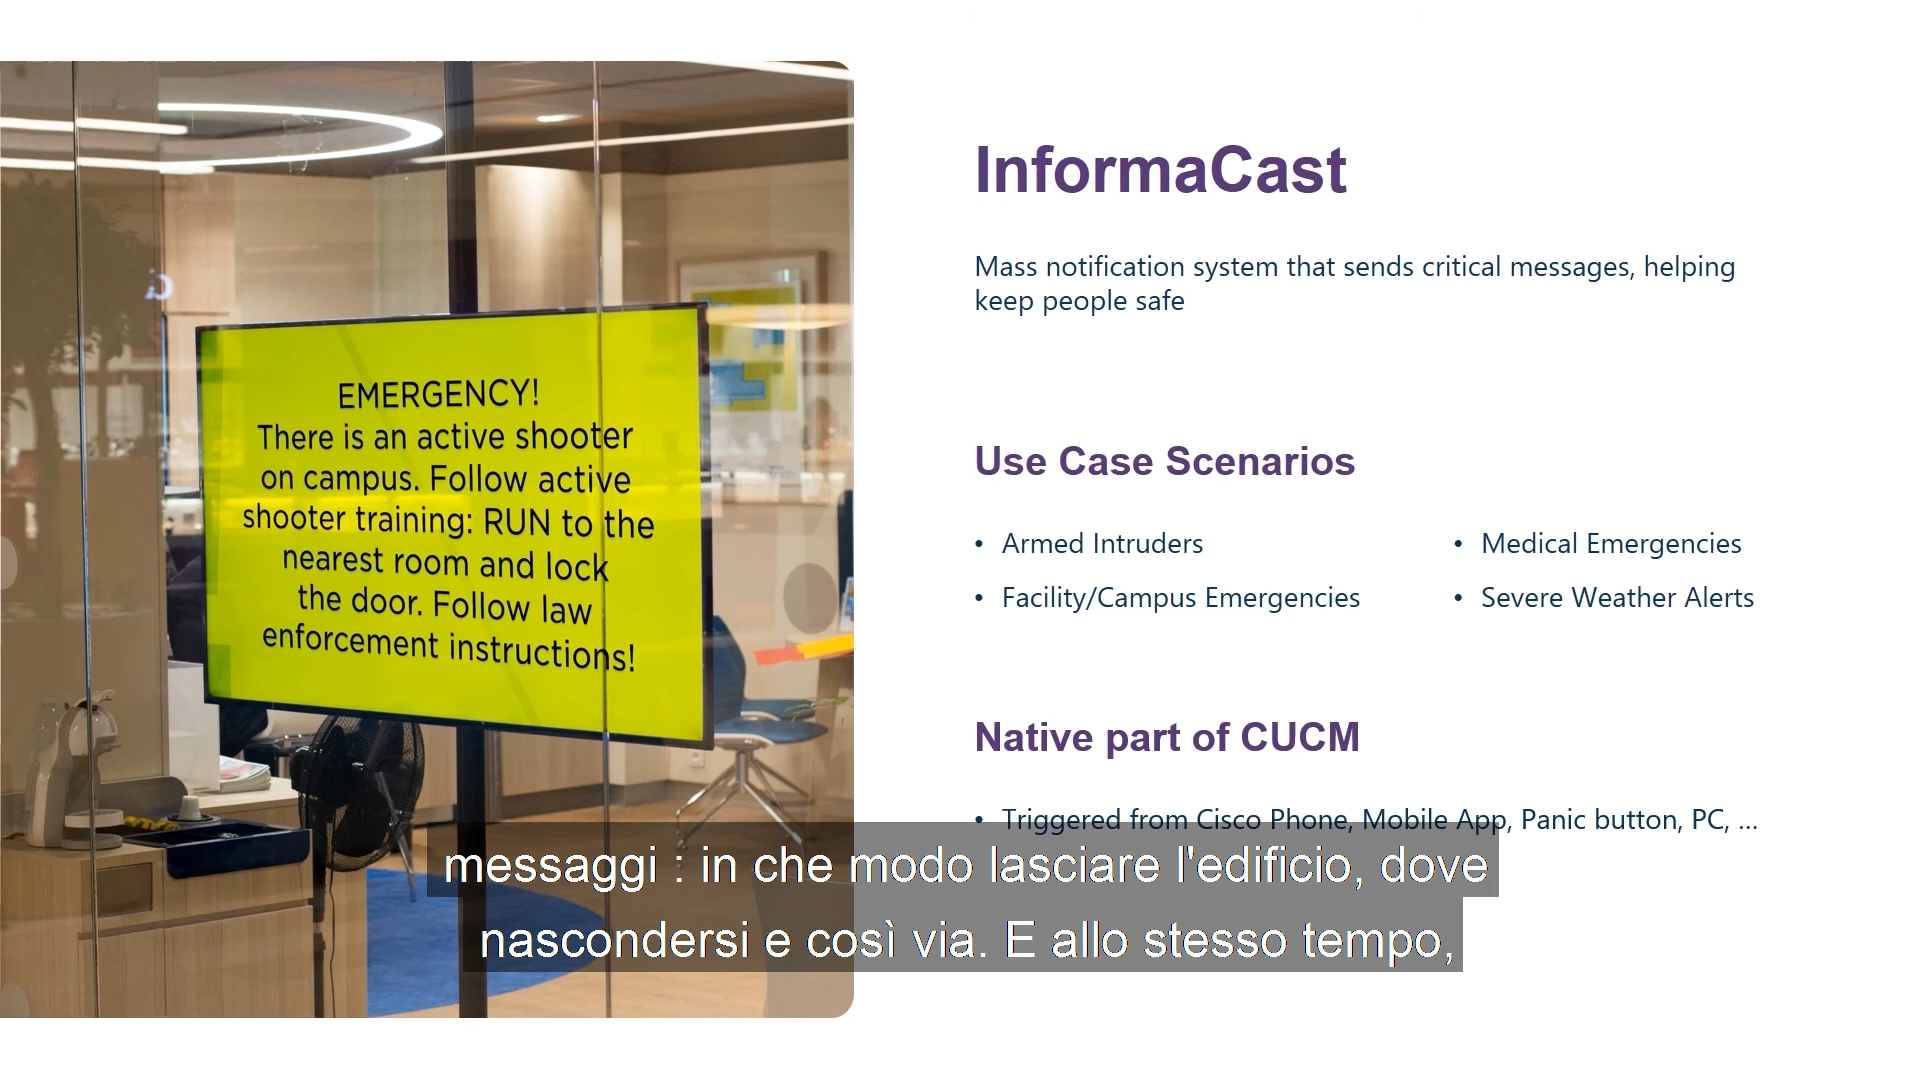 EMERGENCY!
There is an active shooter
on campus. Follow active
shooter training: RUN to the
nearest room and lock
the door. Follow law
enforcement instructions!
InformaCast
Mass notification system that sends critical messages, helping
keep people safe
Use Case Scenarios
• Armed Intruders
• Facility/Campus Emergencies
• Medical Emergencies
• Severe Weather Alerts
Native part of CUCM
• Triggered from Cisco Phone, Mobile App, Panic button, PC, ...
messaggi : in che modo lasciare l'edificio, dove
nascondersi e così via. E allo stesso tempo,